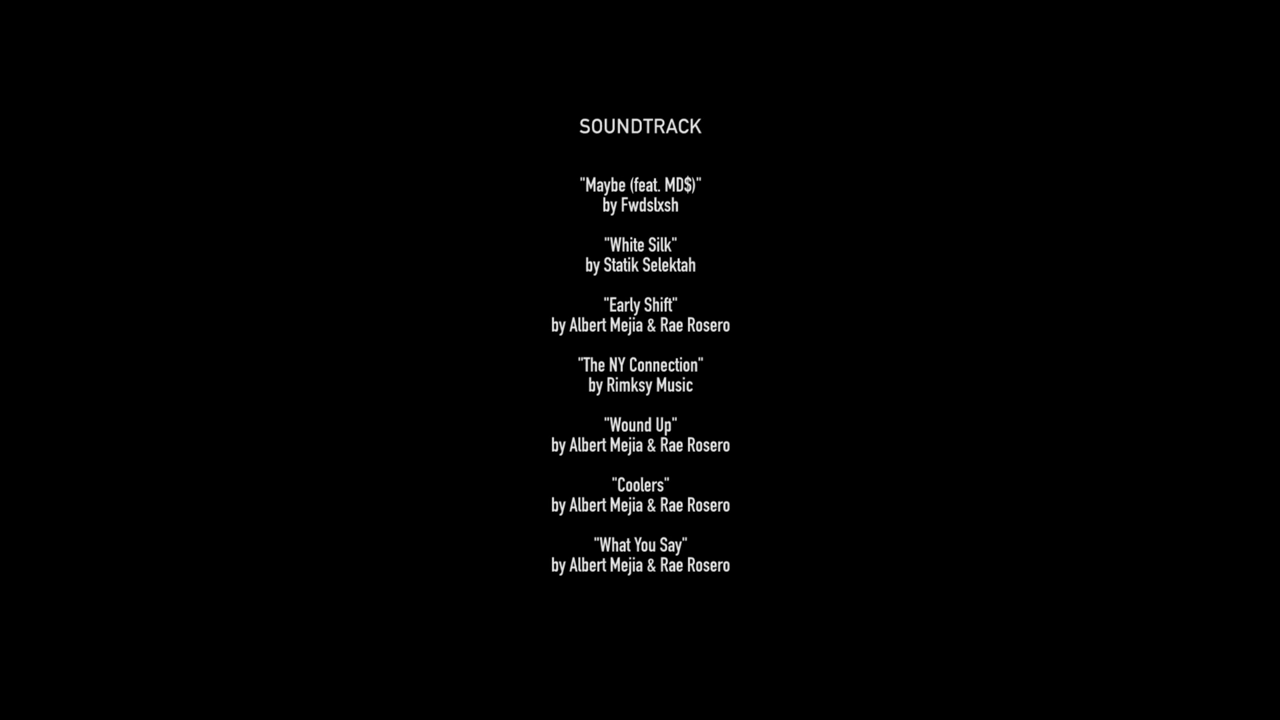 SOUNDTRACK
"Maybe (feat. MD$)"
by Fwdslxsh
"White Silk"
by Statik Selektah
"Early Shift"
by Albert Mejia & Rae Rosero
"The NY Connection"
by Rimksy Music
"Wound Up"
by Albert Mejia & Rae Rosero
"Coolers"
by Albert Mejia & Rae Rosero
"What You Say"
by Albert Mejia & Rae Rosero